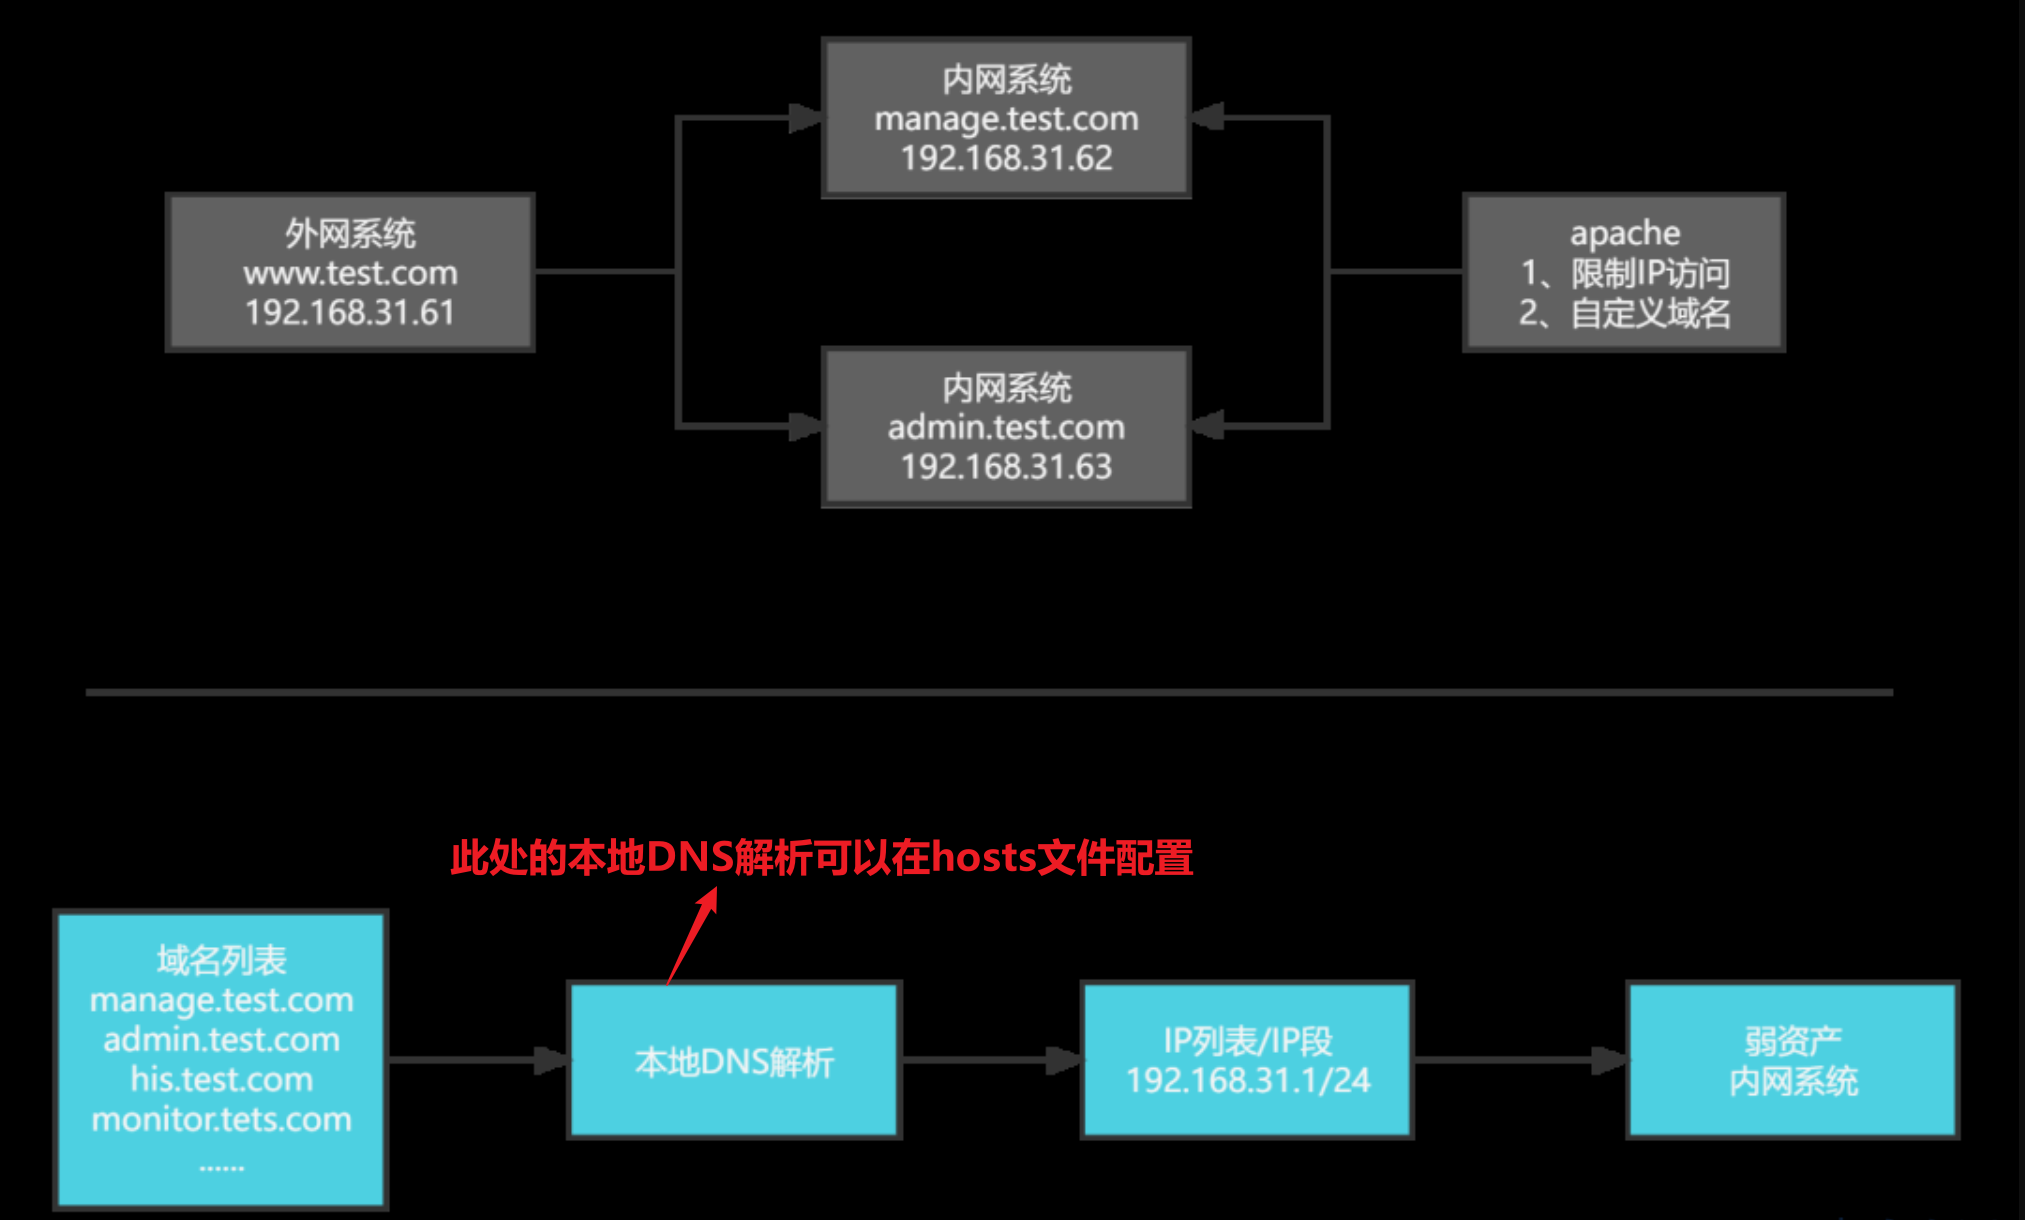 内网系统
manage.test.com
192.168.31.62
外网系统
www.test.com
192.168.31.61
apache
1、限制IP访问
2、自定义域名
内网系统
admin.test.com
192.168.31.63
此处的本地DNS解析可以在hosts文件配置
域名列表
manage.test.com
admin.test.com
his.test.com
monitor.tets.com
......
本地DNS解析
IP列表/IP段
192.168.31.1/24
弱资产
内网系统